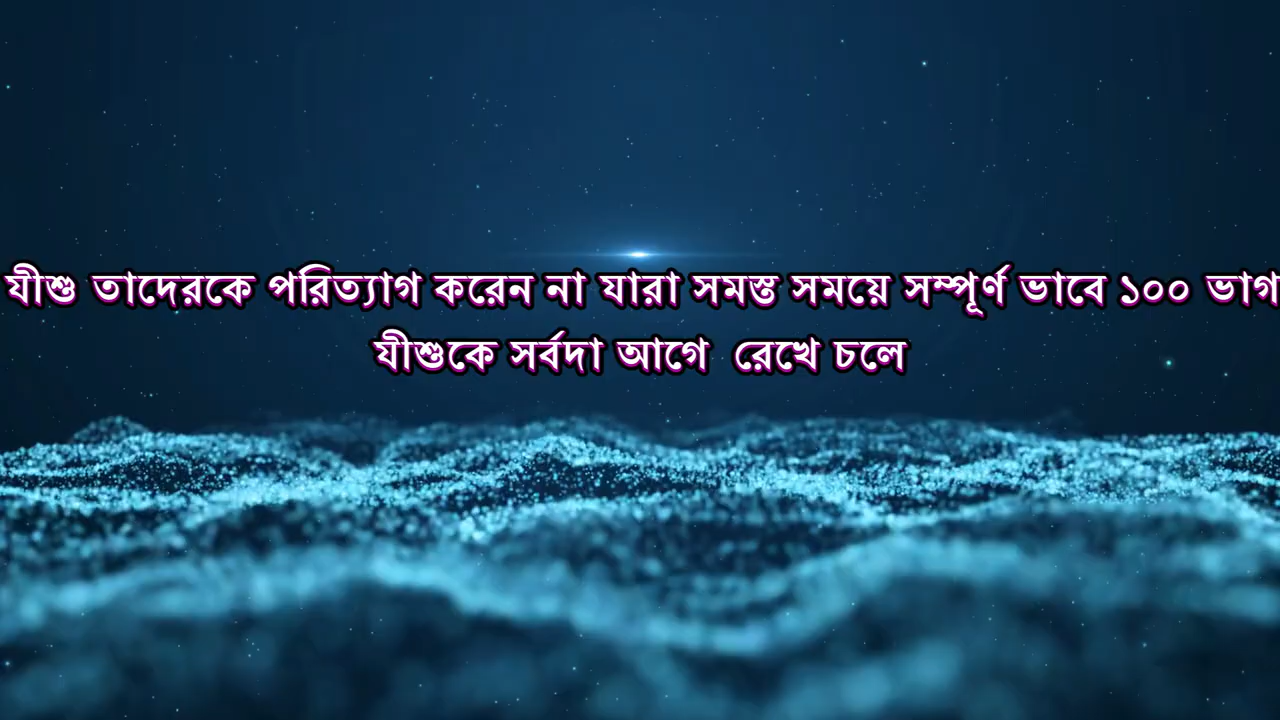 যীশু তাদেরকে পরিত্যাগ করেন না যারা সমস্ত সময়ে সম্পূর্ণ ভাবে ১০০ ভাগ
যীশুকে সর্বদা আগে রেখে চলে